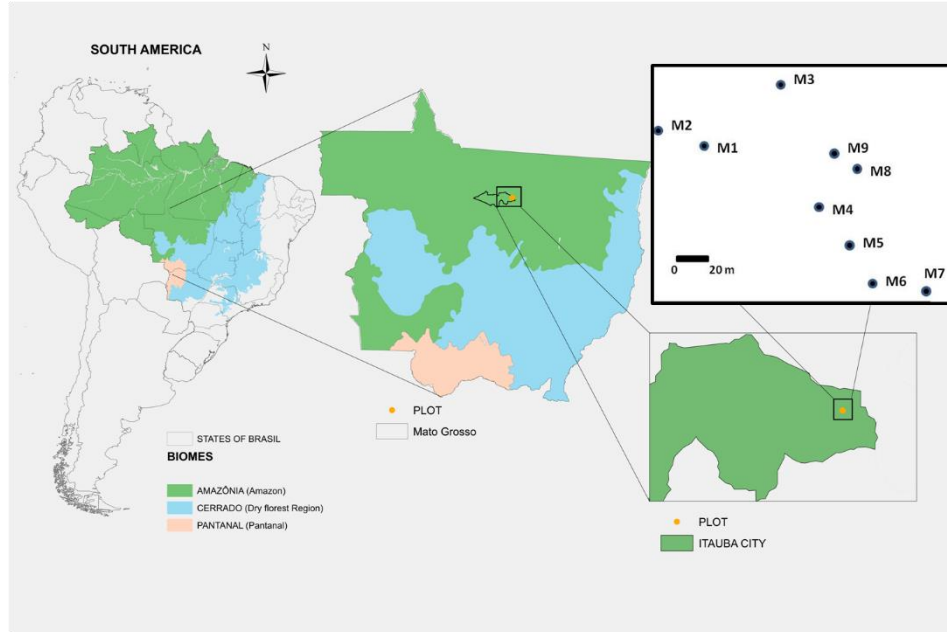 SOUTH AMERICA
N
M3
M2
M1
M9
M8
M4
M5
20 m
M6
M7
PLOT
Mato Grosso
STATES OF BRASIL
BIOMES
AMAZÔNIA (Amazon)
CERRADO (Dry florest Region)
PANTANAL (Pantanal)
PLOT
ITAUBA CITY